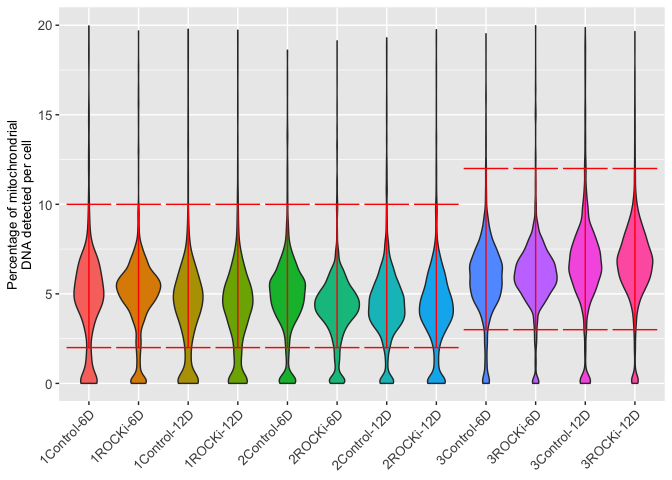 Percentage of mitochrondrial
DNA detected per cell
20
15
10
5
0
1Control-6D
1ROCKi-6D
1Control-12D
1ROCKi-12D
2Control-6D
2ROCKi-6D
2Control-12D
2ROCKi-12D
3Control-6D
3ROCKi-6D
3Control-12D
3ROCKi-12D